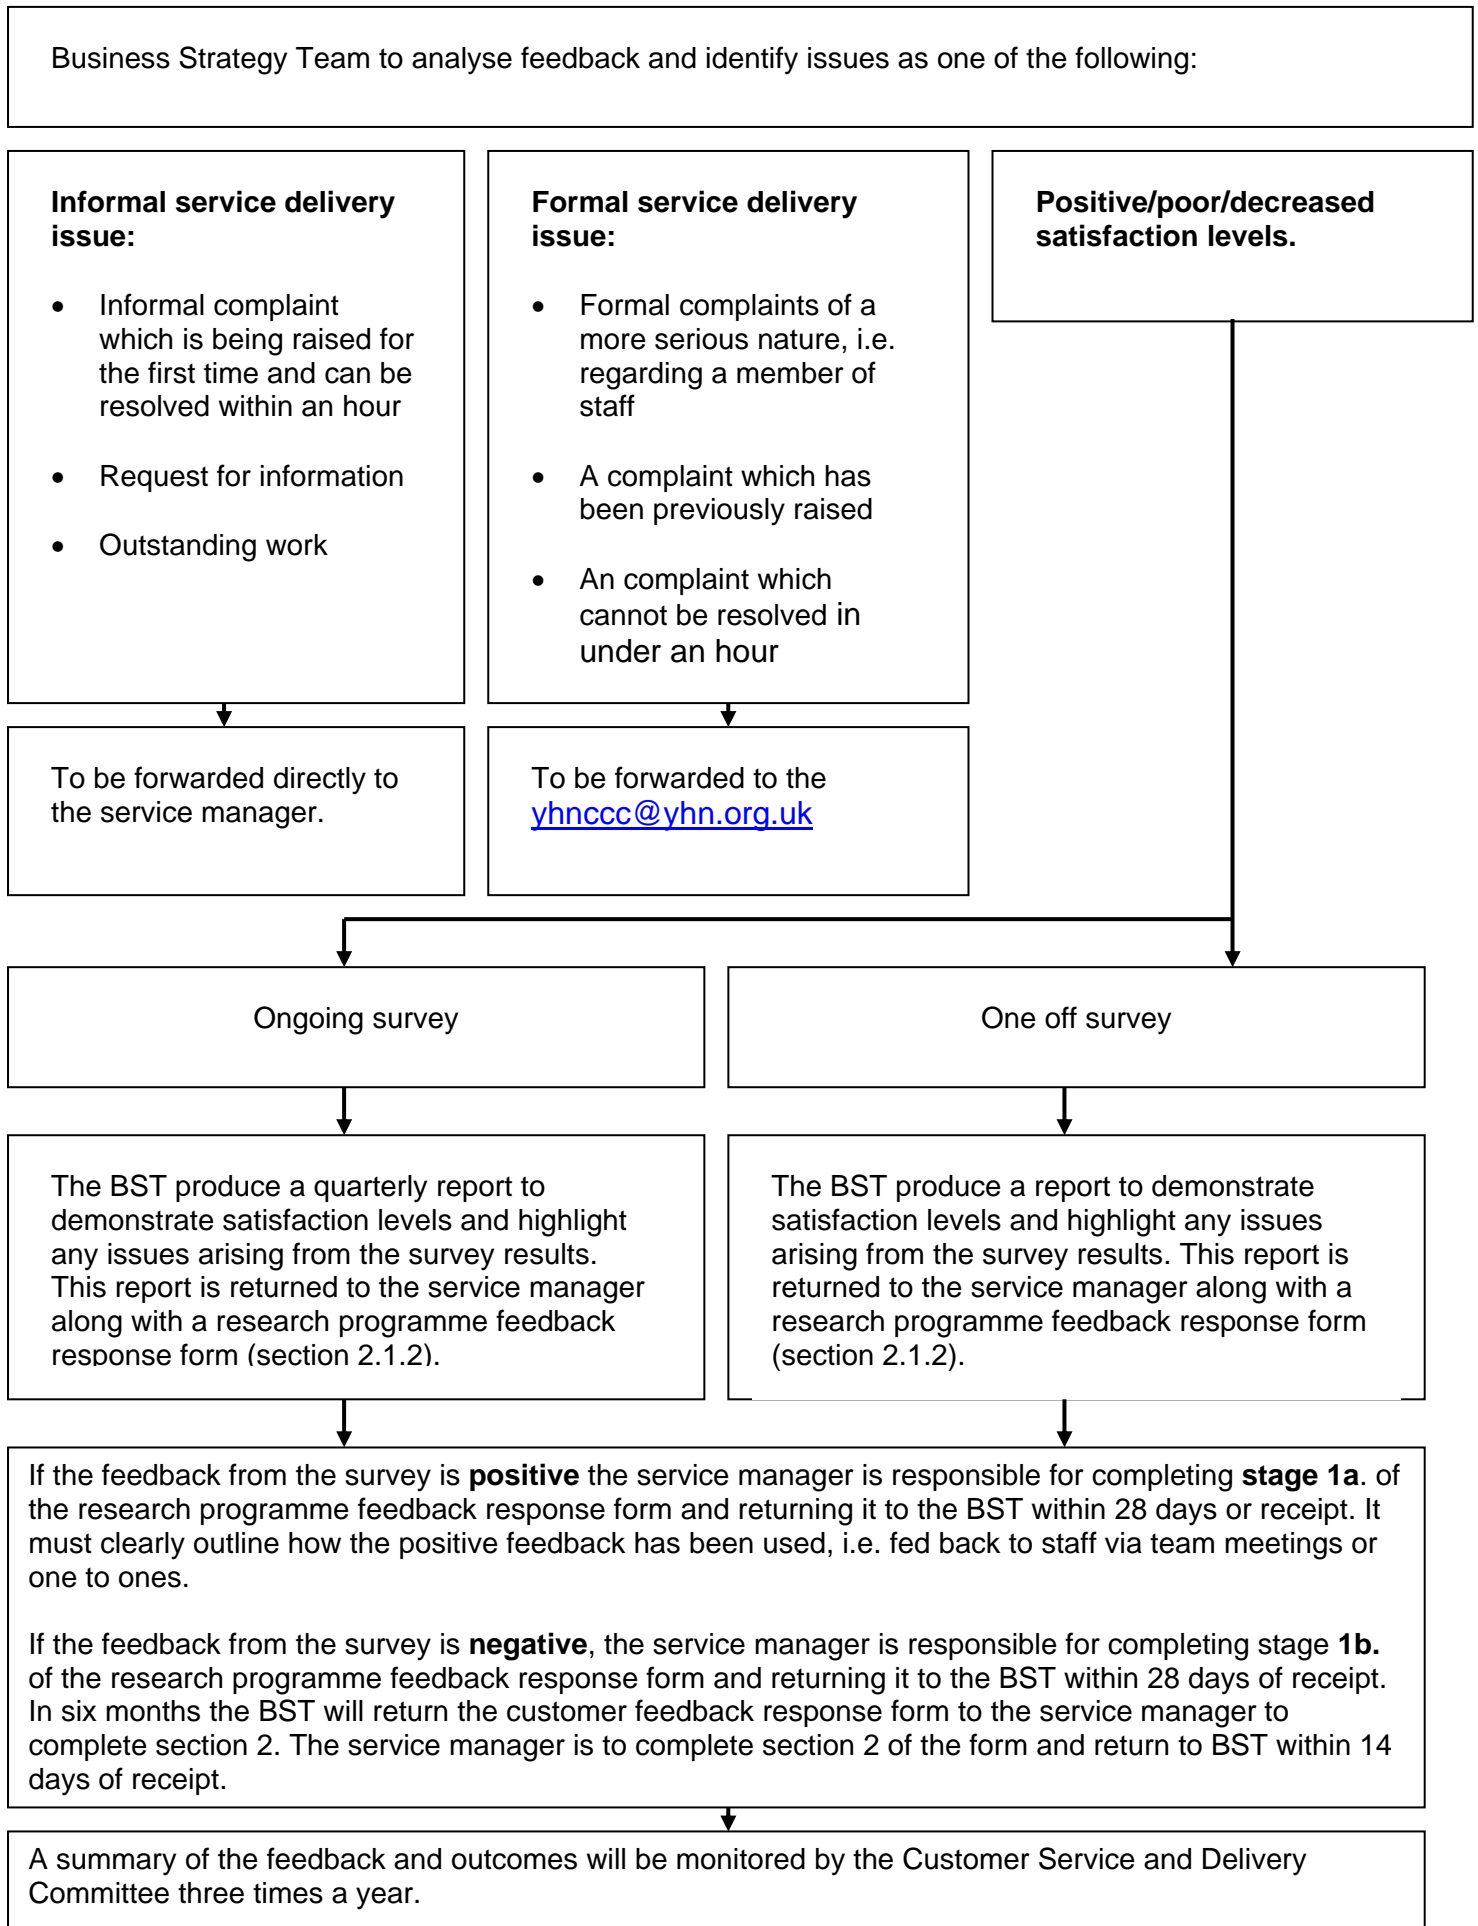 Business Strategy Team to analyse feedback and identify issues as one of the following:
Informal service delivery
issue:
• Informal complaint
which is being raised for
the first time and can be
resolved within an hour
• Request for information
• Outstanding work
Formal service delivery
issue:
• Formal complaints of a
more serious nature, i.e.
regarding a member of
staff
• A complaint which has
been previously raised
• An complaint which
cannot be resolved in
under an hour
Positive/poor/decreased
satisfaction levels.
To be forwarded directly to
the service manager.
To be forwarded to the
yhnccc@yhn.org.uk
Ongoing survey
One off survey
The BST produce a quarterly report to
demonstrate satisfaction levels and highlight
any issues arising from the survey results.
This report is returned to the service manager
along with a research programme feedback
response form (section 2.1.2).
The BST produce a report to demonstrate
satisfaction levels and highlight any issues
arising from the survey results. This report is
returned to the service manager along with a
research programme feedback response form
(section 2.1.2).
If the feedback from the survey is positive the service manager is responsible for completing stage 1a. of
the research programme feedback response form and returning it to the BST within 28 days or receipt. It
must clearly outline how the positive feedback has been used, i.e. fed back to staff via team meetings or
one to ones.
If the feedback from the survey is negative, the service manager is responsible for completing stage 1b.
of the research programme feedback response form and returning it to the BST within 28 days of receipt.
In six months the BST will return the customer feedback response form to the service manager to
complete section 2. The service manager is to complete section 2 of the form and return to BST within 14
days of receipt.
A summary of the feedback and outcomes will be monitored by the Customer Service and Delivery
Committee three times a year.